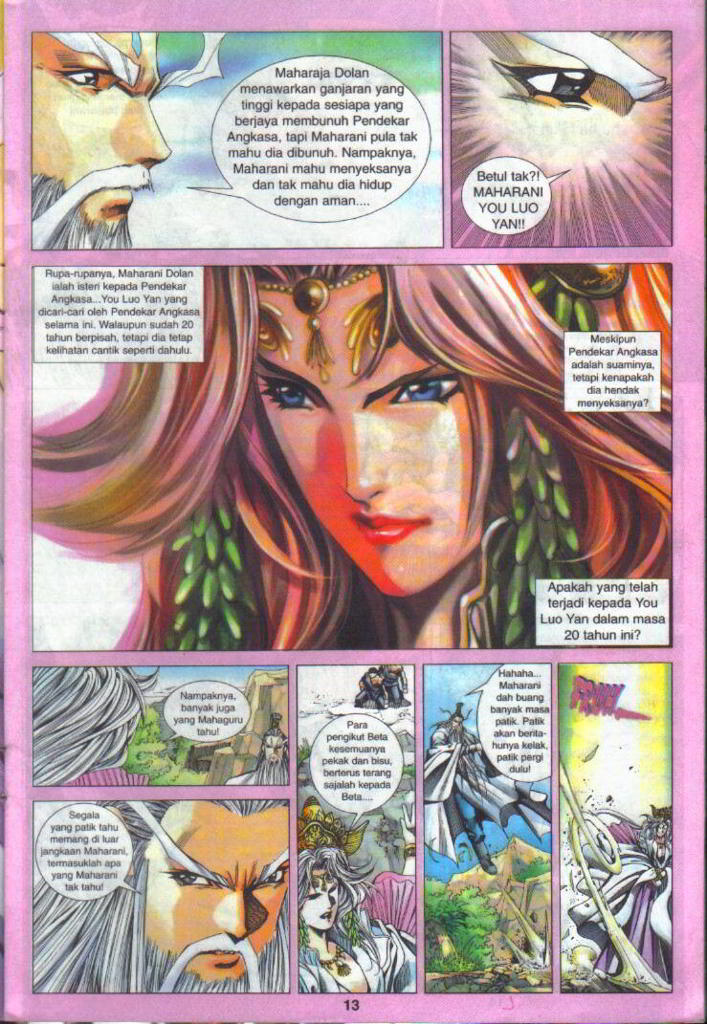 Maharaja Dolan
menawarkan ganjaran yang
tinggi kepada sesiapa yang
berjaya membunuh Pendekar
Angkasa, tapi Maharani pula tak
mahu dia dibunuh. Nampaknya,
Maharani mahu menyeksanya
dan tak mahu dia hidup
dengan aman....
Betul tak?!
MAHARANI
YOU LUO
YAN!!
Rupa-rupanya, Maharani Dolan
ialah isteri kepada Pendekar
Angkasa...You Luo Yan yang
dicari-cari oleh Pendekar Angkasa
selama ini. Walaupun sudah 20
tahun berpisah, tetapi dia tetap
kelihatan cantik seperti dahulu.
Meskipun
Pendekar Angkasa
adalah suaminya,
tetapi kenapakah
dia hendak
menyeksanya?
Apakah yang telah
terjadi kepada You
Luo Yan dalam masa
20 tahun ini?
Nampaknya,
banyak juga
yang Mahaguru
tahu!
Segala
yang patik tahu
memang di luar
jangkaan Maharani,
termasuklah apa
yang Maharani
tak tahu!
Para
pengikut Beta
kesemuanya
pekak dan bisu,
berterus terang
sajalah kepada
Beta....
Hahaha...
Maharani
dah buang
banyak masa
patik. Patik
akan berita-
hunya kelak,
patik pergi
dulu!
13